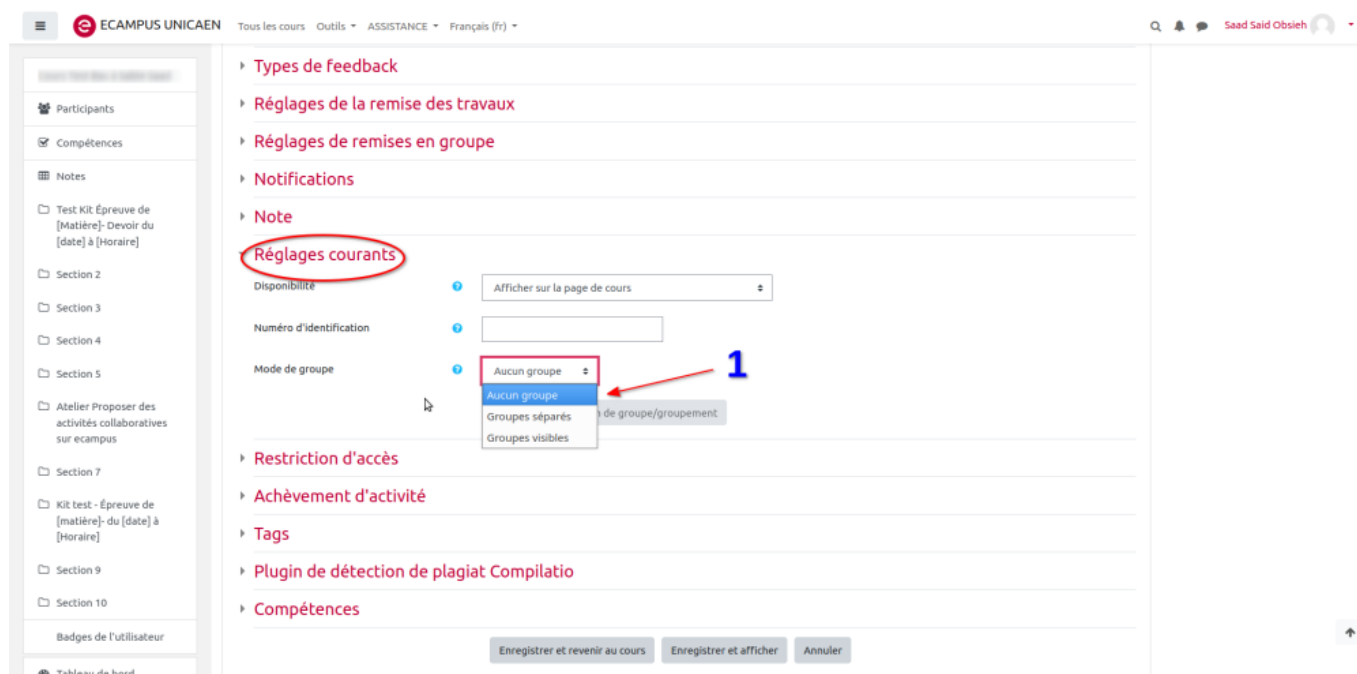 ECAMPUS UNICAEN Tous les cours Outils ASSISTANCE Français (fr) Saad Said Obsieh
Participants
Compétences
Notes
Test Kit Épreuve de
[Matière]- Devoir du
[date] à [Horaire]
Section 2
Section 3
Section 4
Section 5
Atelier Proposer des
activités collaboratives
sur ecampus
Section 7
Kit test - Épreuve de
[matière]- du [date] à
[Horaire]
Section 9
Section 10
Badges de l'utilisateur
Tableau de bord
Types de feedback
Réglages de la remise des travaux
Réglages de remises en groupe
Notifications
Note
Réglages courants
Disponibilité Afficher sur la page de cours
Numéro d'identification
Mode de groupe Aucun groupe 1
Aucun groupe
Groupes séparés de groupe/groupement
Groupes visibles
Restriction d'accès
Achèvement d'activité
Tags
Plugin de détection de plagiat Compilatio
Compétences
Enregistrer et revenir au cours Enregistrer et afficher Annuler